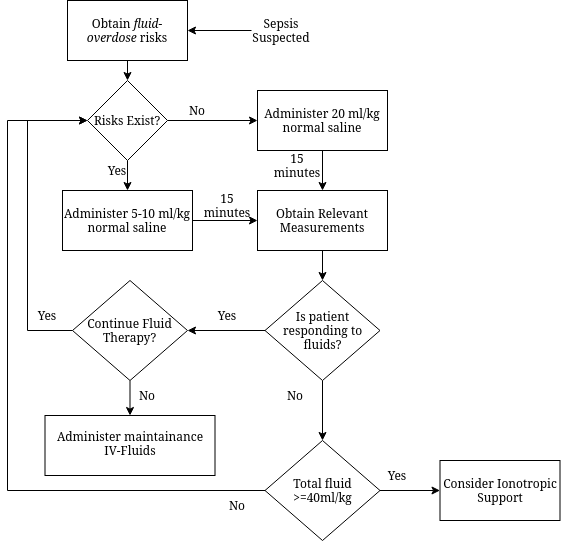 Obtain fluid-
overdose risks
Sepsis
Suspected
Risks Exist?
No
Administer 20 ml/kg
normal saline
Yes
15
minutes
Administer 5-10 ml/kg
normal saline
15
minutes
Obtain Relevant
Measurements
Yes
Continue Fluid
Therapy?
Yes
Is patient
responding to
fluids?
No
No
Administer maintainance
IV-Fluids
Total fluid
>=40ml/kg
Yes
Consider Ionotropic
Support
No